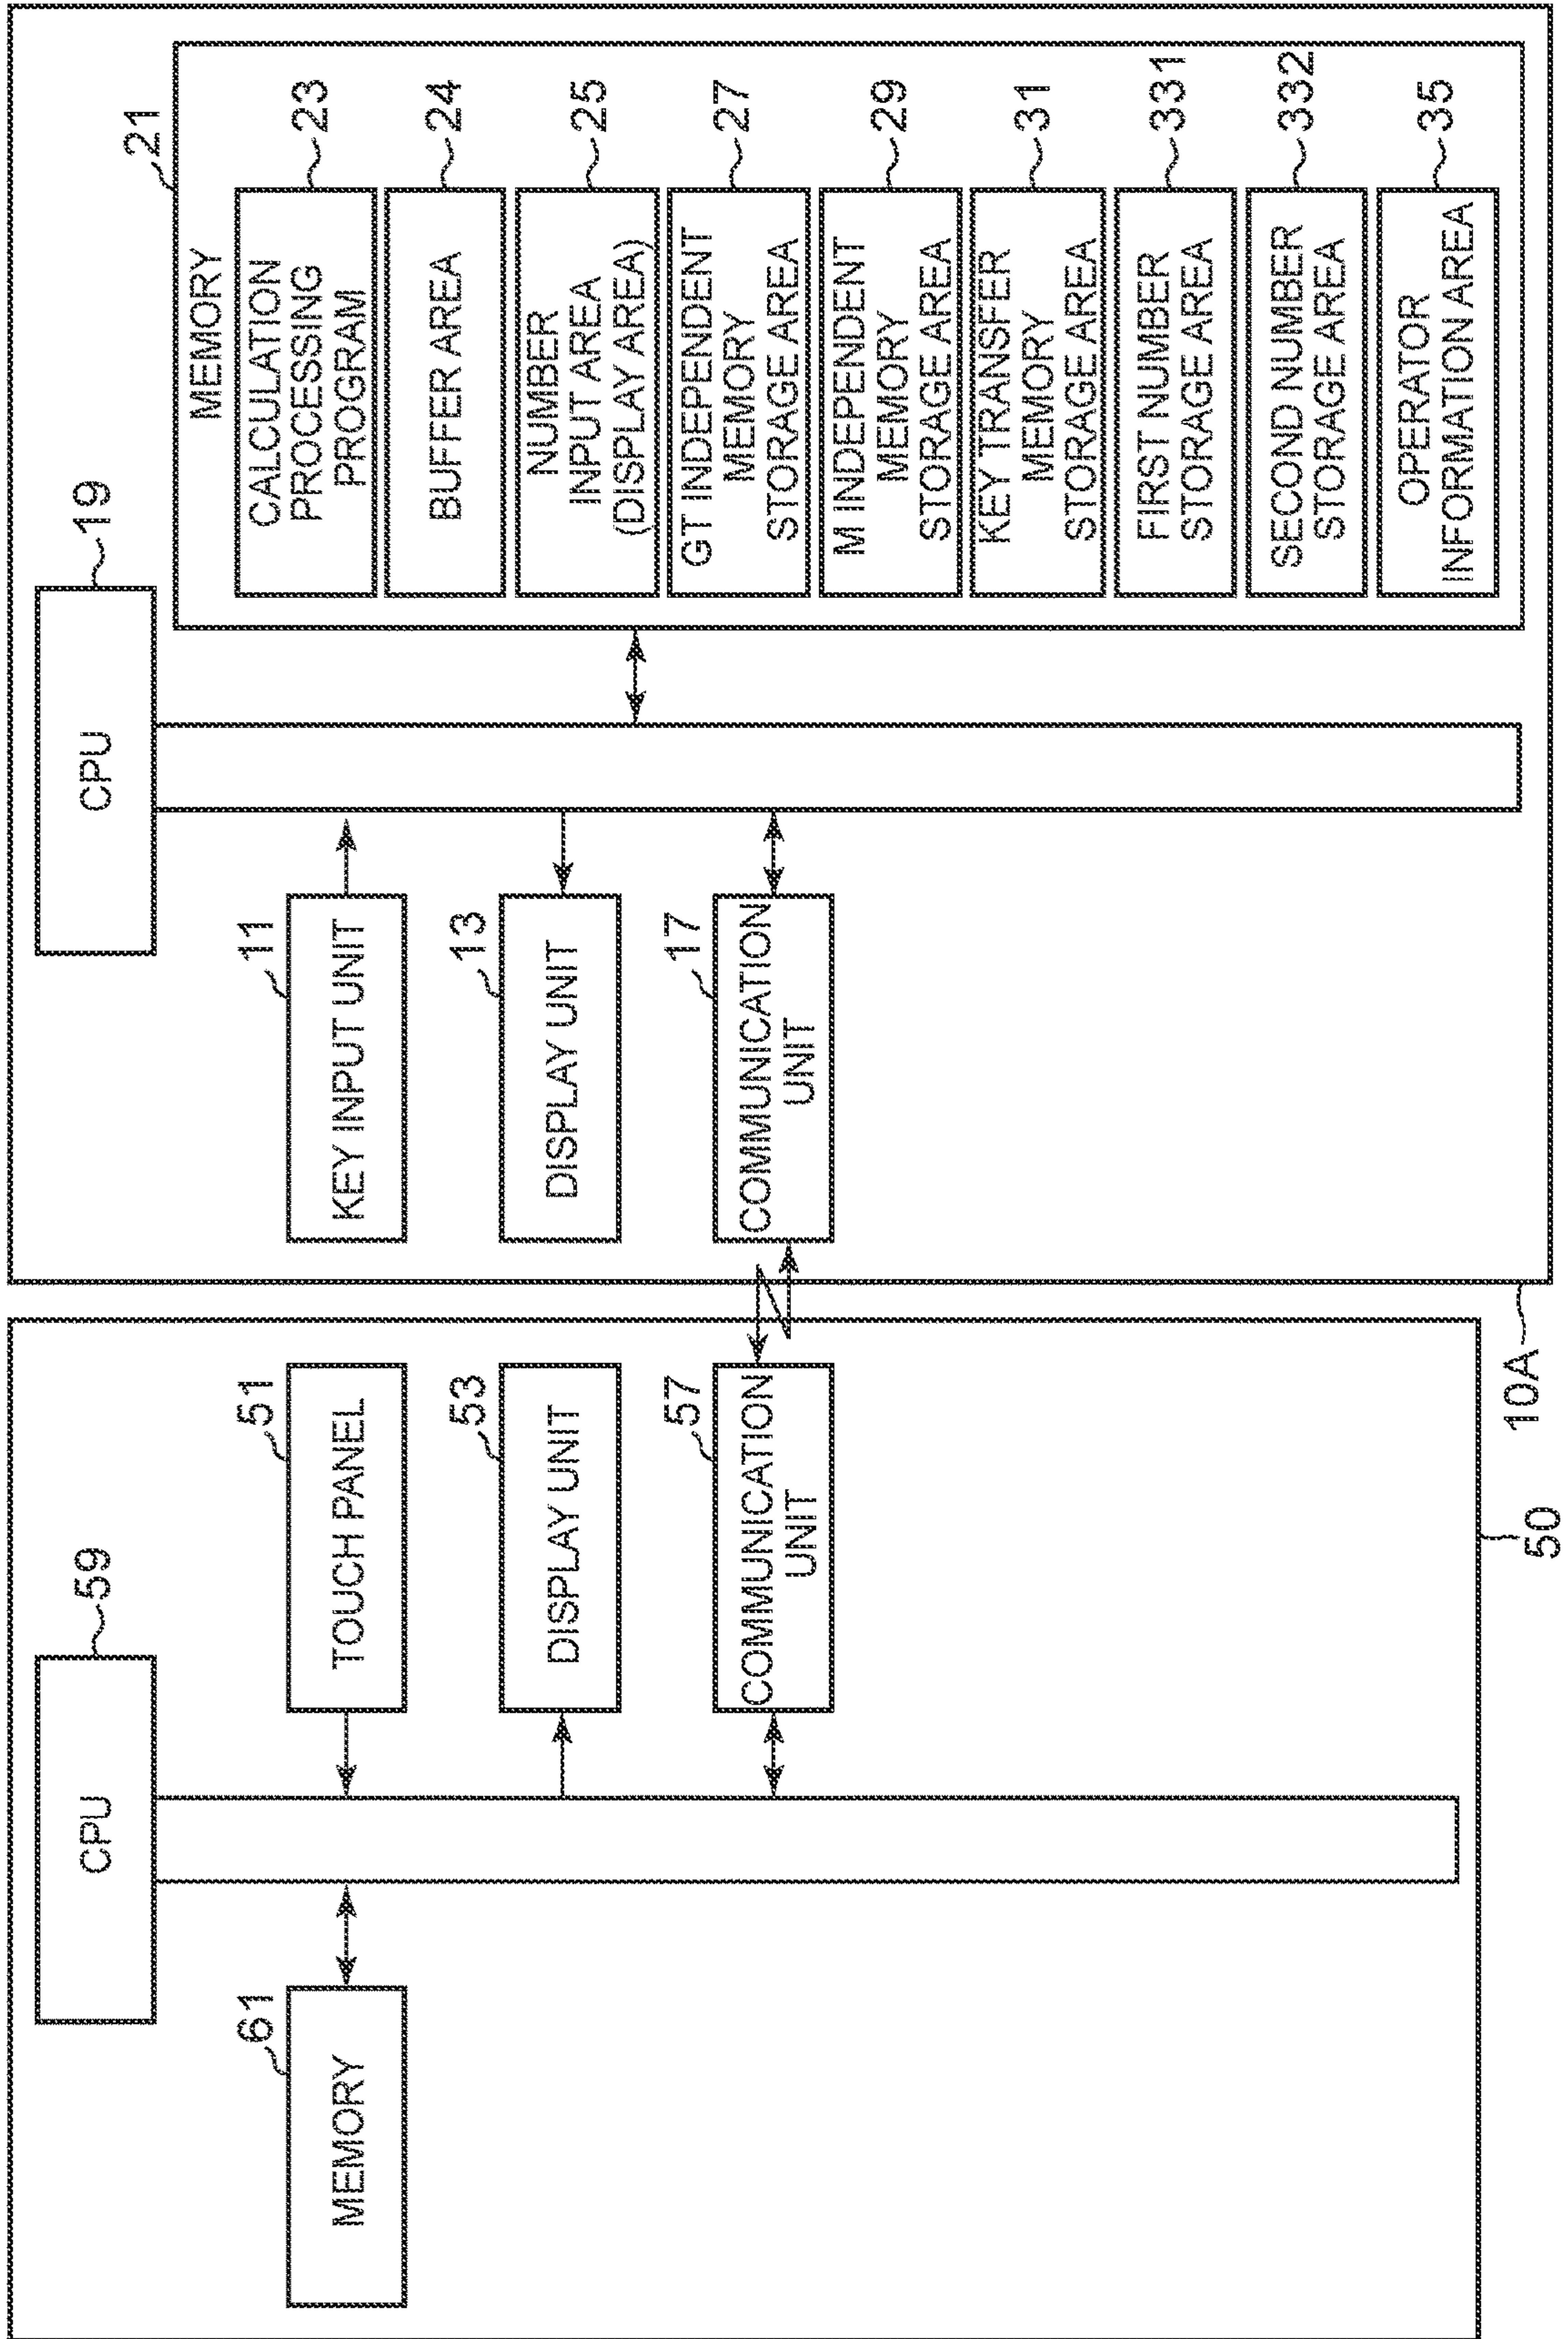 59
CPU
61
MEMORY
51
TOUCH PANEL
53
DISPLAY UNIT
57
COMMUNICATION
UNIT
50
19
CPU
11
KEY INPUT UNIT
13
DISPLAY UNIT
17
COMMUNICATION
UNIT
10A
21
MEMORY
CALCULATION
PROCESSING
PROGRAM
23
BUFFER AREA
24
NUMBER
INPUT AREA
(DISPLAY AREA)
25
GT INDEPENDENT
MEMORY
STORAGE AREA
27
M INDEPENDENT
MEMORY
STORAGE AREA
29
KEY TRANSFER
MEMORY
STORAGE AREA
31
FIRST NUMBER
STORAGE AREA
331
SECOND NUMBER
STORAGE AREA
332
OPERATOR
INFORMATION AREA
35